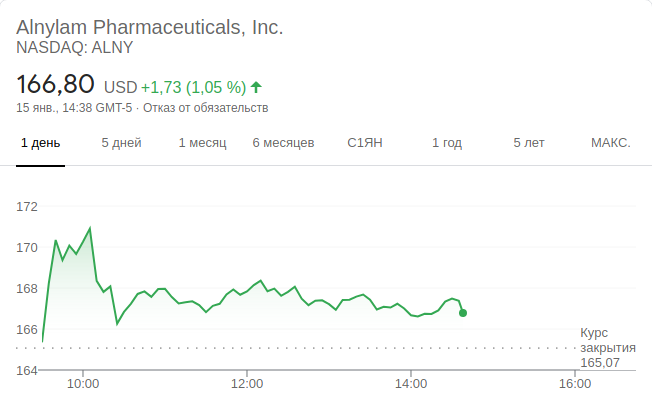 Alnylam Pharmaceuticals, Inc.
NASDAQ: ALNY
166,80 USD +1,73 (1,05 %)
15 янв., 14:38 GMT-5 · Отказ от обязательств
1 день 5 дней 1 месяц 6 месяцев С1ЯН 1 год 5 лет МАКС.
172
170
168
166
Курс
закрытия
165,07
164
10:00 12:00 14:00 16:00